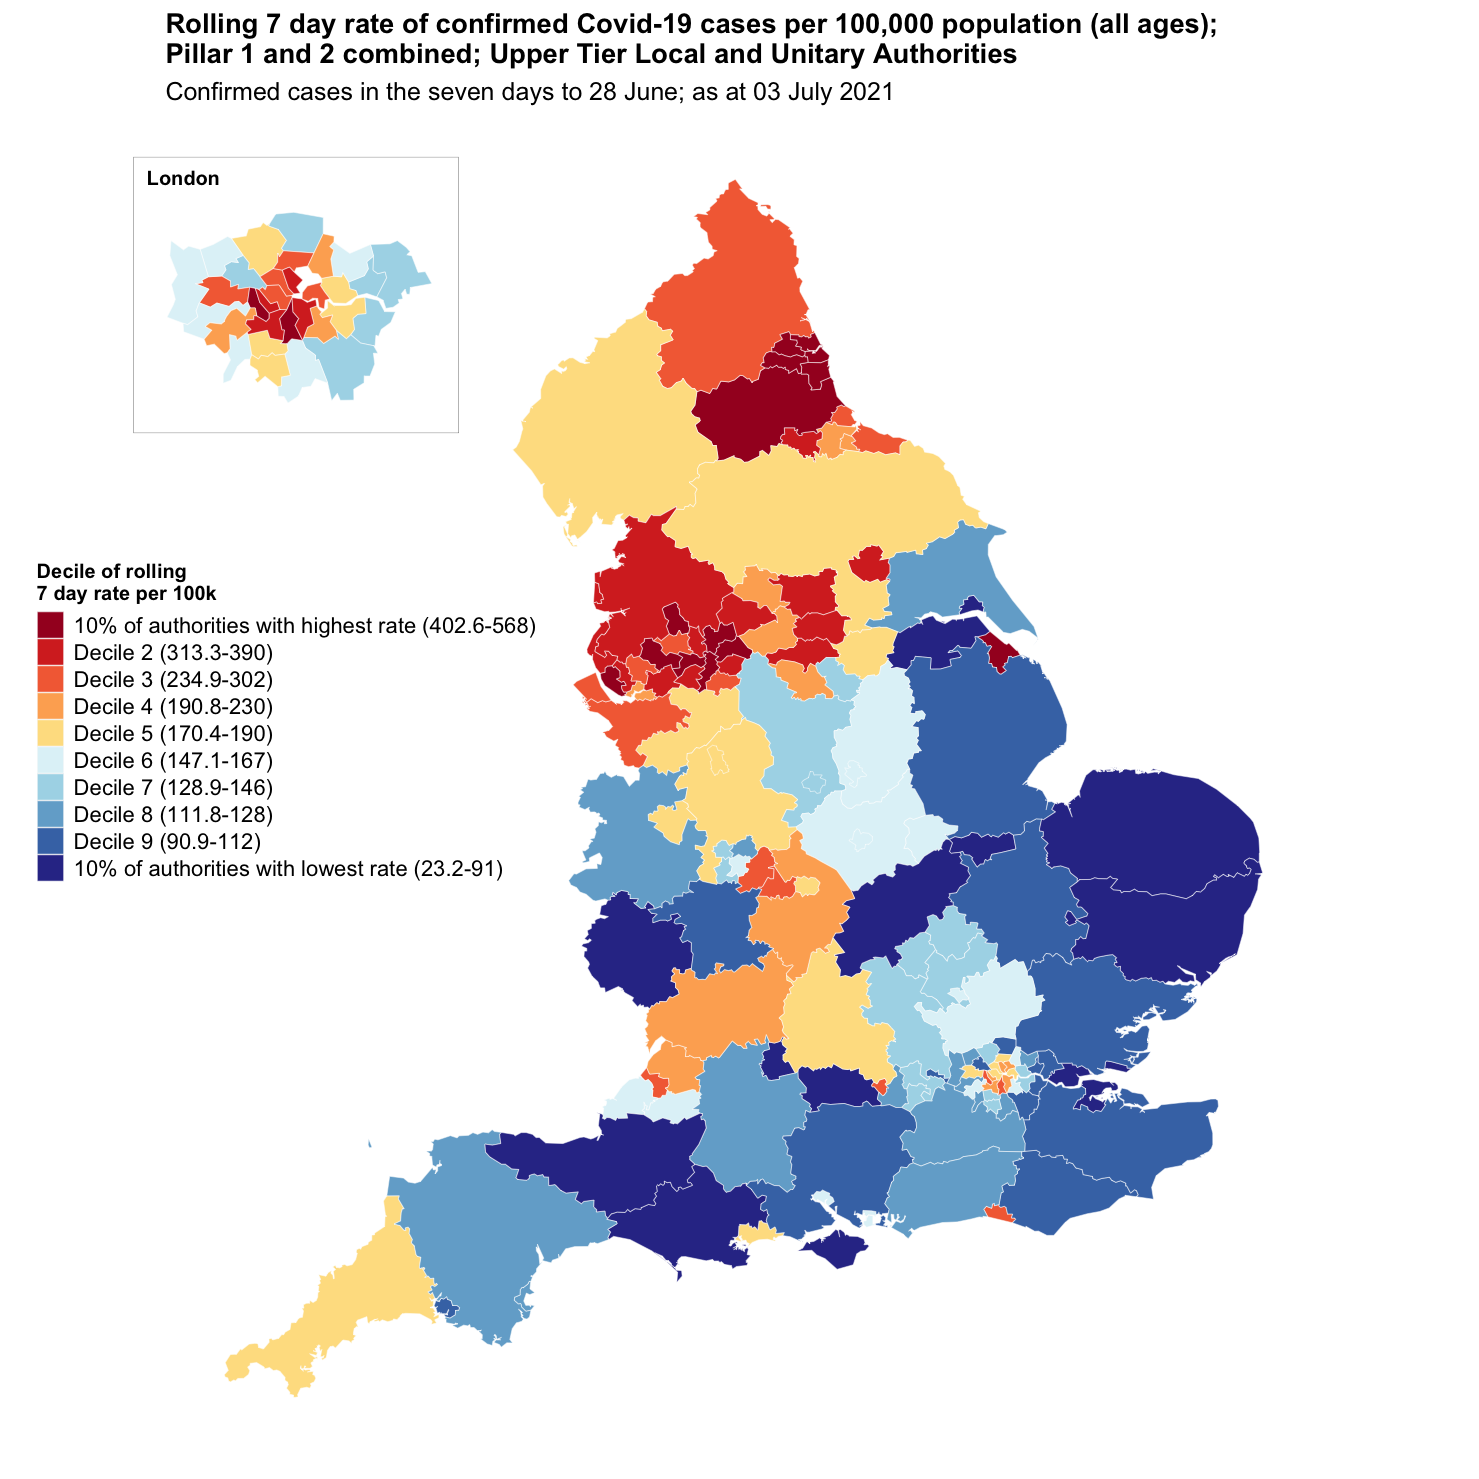 Rolling 7 day rate of confirmed Covid-19 cases per 100,000 population (all ages);
Pillar 1 and 2 combined; Upper Tier Local and Unitary Authorities
Confirmed cases in the seven days to 28 June; as at 03 July 2021
London
Decile of rolling
7 day rate per 100k
10% of authorities with highest rate (402.6-568)
Decile 2 (313.3-390)
Decile 3 (234.9-302)
Decile 4 (190.8-230)
Decile 5 (170.4-190)
Decile 6 (147.1-167)
Decile 7 (128.9-146)
Decile 8 (111.8-128)
Decile 9 (90.9-112)
10% of authorities with lowest rate (23.2-91)